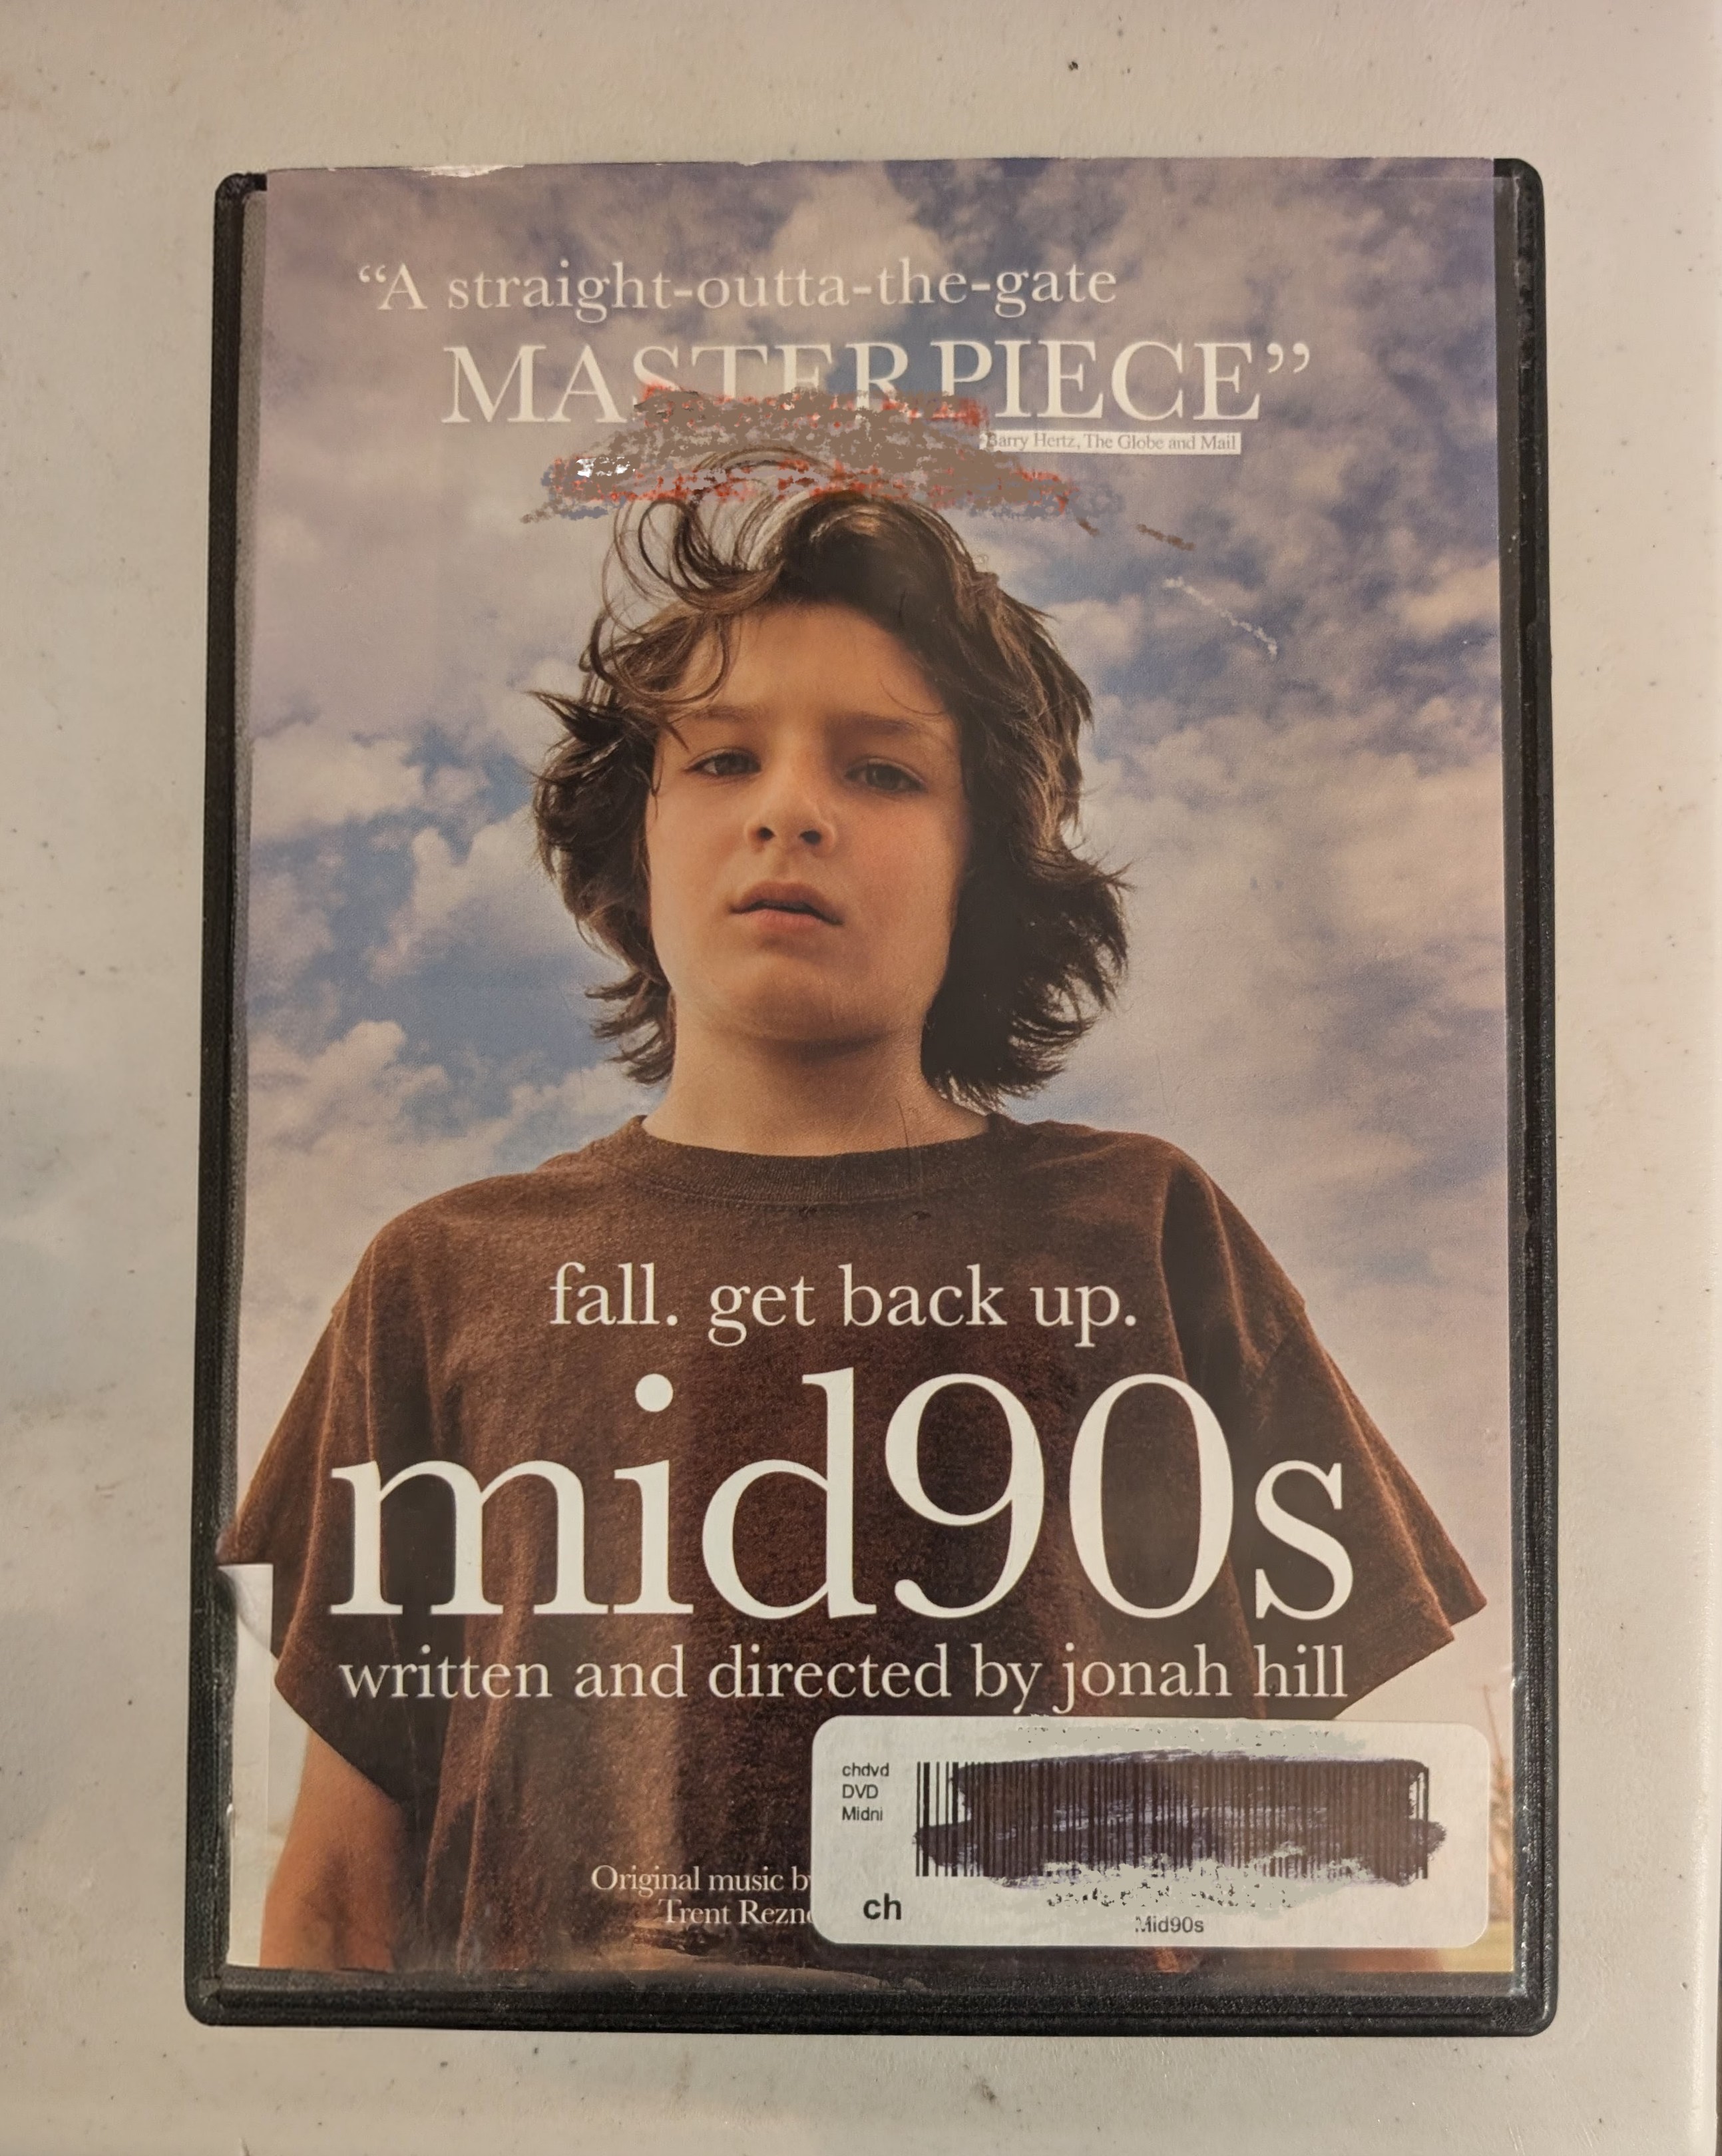 “A straight-outta-the-gate
MASTERPIECE”
Barry Hertz, The Globe and Mail
fall. get back up.
mid90s
written and directed by jonah hill
chdvd
DVD
Midni
Original music
Trent
ch
Mid90s